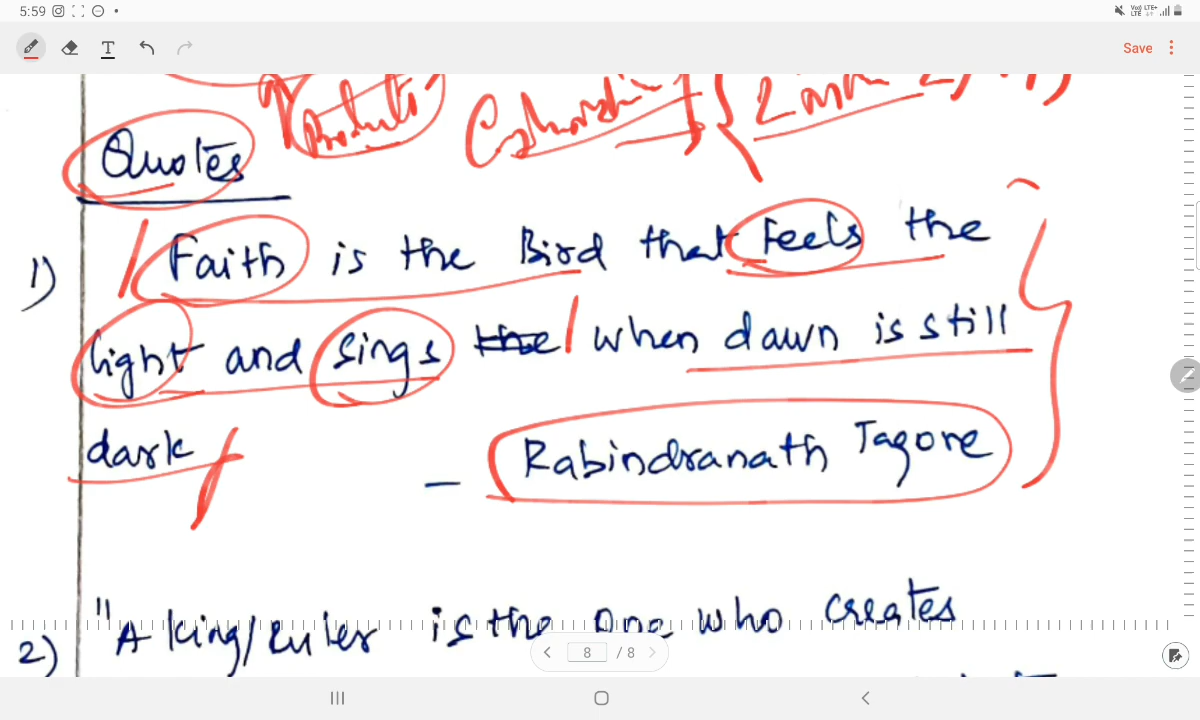 5:59
Save
Quotes
1) Faith is the Bird that feels the
light and sings the when dawn is still
dark
- Rabindranath Tagore
2) "A king/ruler is the one who creates
8 / 8